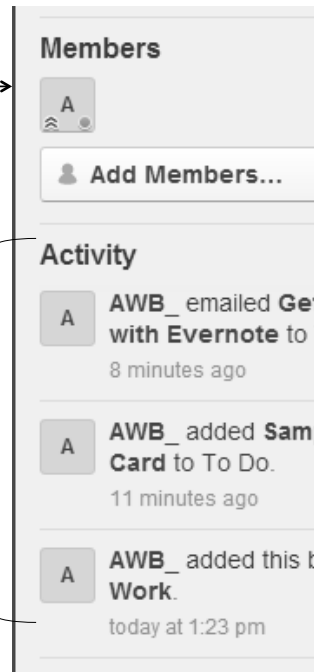 Members
A
Add Members...
Activity
A
AWB_ emailed
with Evernote to
8 minutes ago
A
AWB_ added
Card to To Do.
11 minutes ago
A
AWB_ added this
Work.
today at 1:23 pm